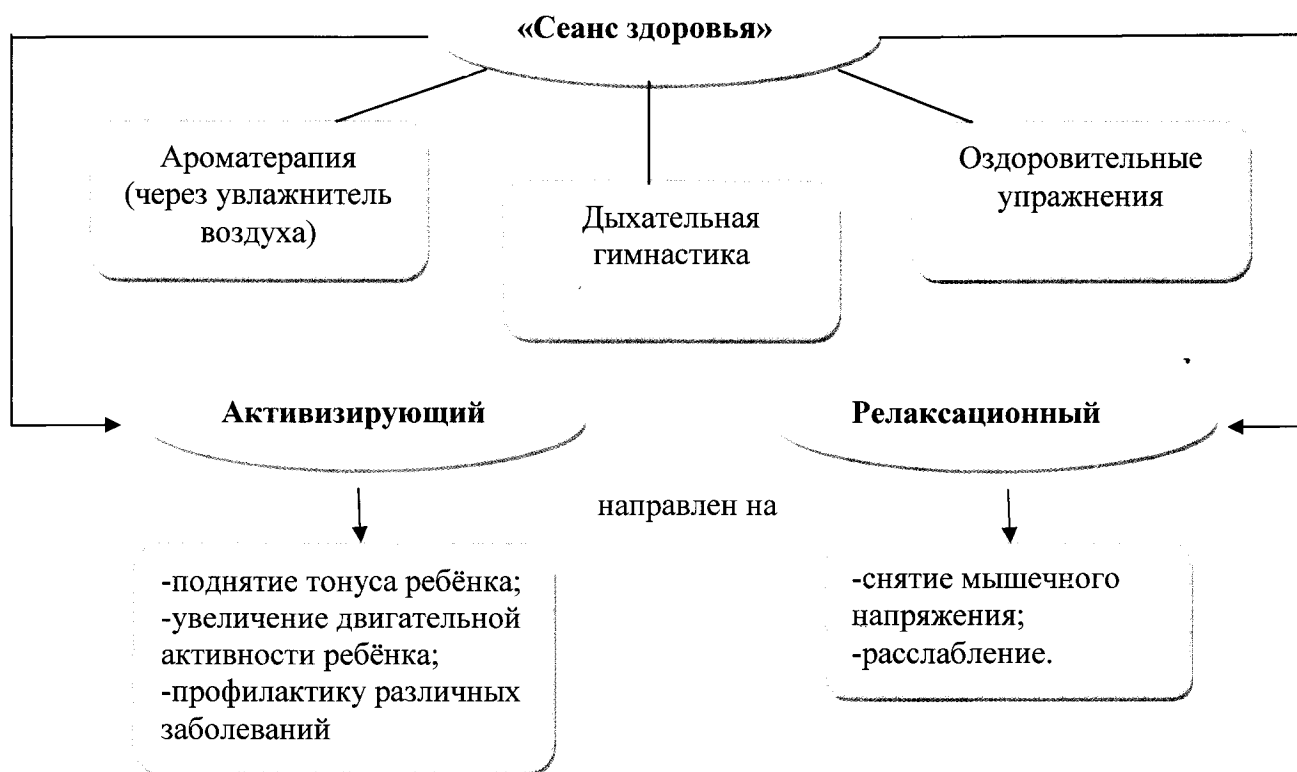 «Сеанс здоровья»
Ароматерапия
(через увлажнитель
воздуха)
Дыхательная
гимнастика
Оздоровительные
упражнения
Активизирующий
Релаксационный
направлен на
-поднятие тонуса ребёнка;
-увеличение двигательной
активности ребёнка;
-профилактику различных
заболеваний
-снятие мышечного
напряжения;
-расслабление.